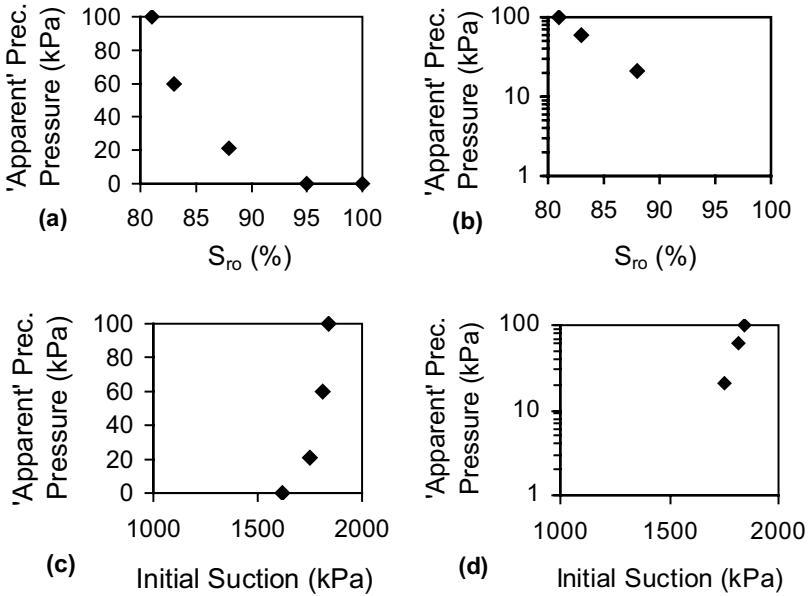 'Apparent' Prec.
Pressure (kPa)
100
80
60
40
20
0
80 85 90 95 100
(a)
S_ro (%)
'Apparent' Prec.
Pressure (kPa)
100
10
1
80 85 90 95 100
(b)
S_ro (%)
'Apparent' Prec.
Pressure (kPa)
100
80
60
40
20
0
1000 1500 2000
(c)
Initial Suction (kPa)
'Apparent' Prec.
Pressure (kPa)
100
10
1
1000 1500 2000
(d)
Initial Suction (kPa)